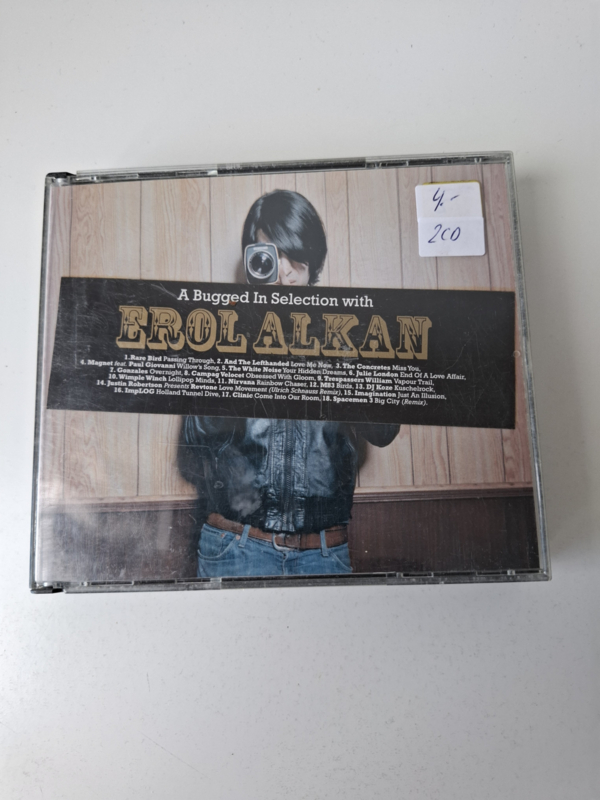 4.-
2CD
A Bugged In Selection with
EROL ALKAN
1.Rare Bird Passing Through, 2. And The Lefthanded Love Me Now, 3. The Concretes Miss You,
4. Magnet feat. Paul Giovanni Willow's Song, 5. The White Noise Your Hidden Dreams, 6. Julie London End Of A Love Affair,
7. Gonzales Overnight, 8. Campag Velocet Obsessed With Gloom, 9. Trespassers William Vapour Trail,
10. Wimple Winch Lollipop Minds, 11. Nirvana Rainbow Chaser, 12. M83 Birds, 13. DJ Koze Kuschelrock,
14. Justin Robertson Presents Revtone Love Movement (Ulrich Schnauss Remix), 15. Imagination Just An Illusion,
16. ImpLOG Holland Tunnel Dive, 17. Clinic Come Into Our Room, 18. Spacemen 3 Big City (Remix).